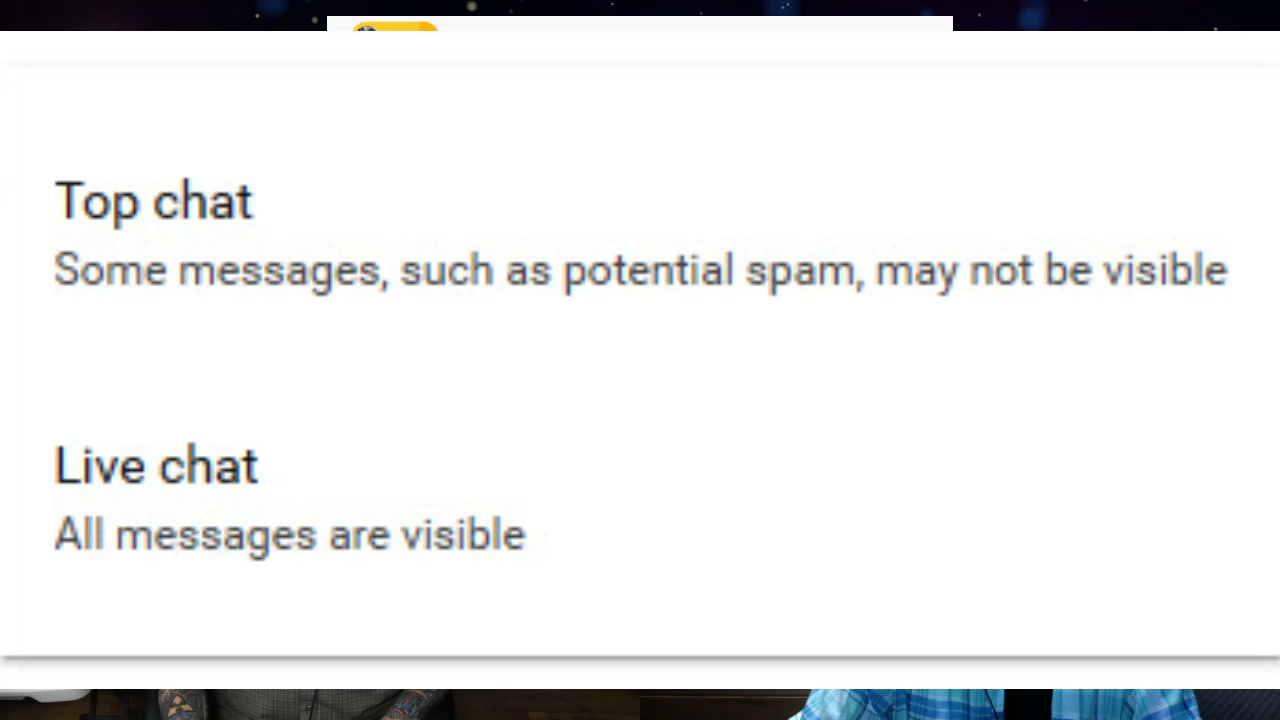 Top chat
Some messages, such as potential spam, may not be visible
Live chat
All messages are visible